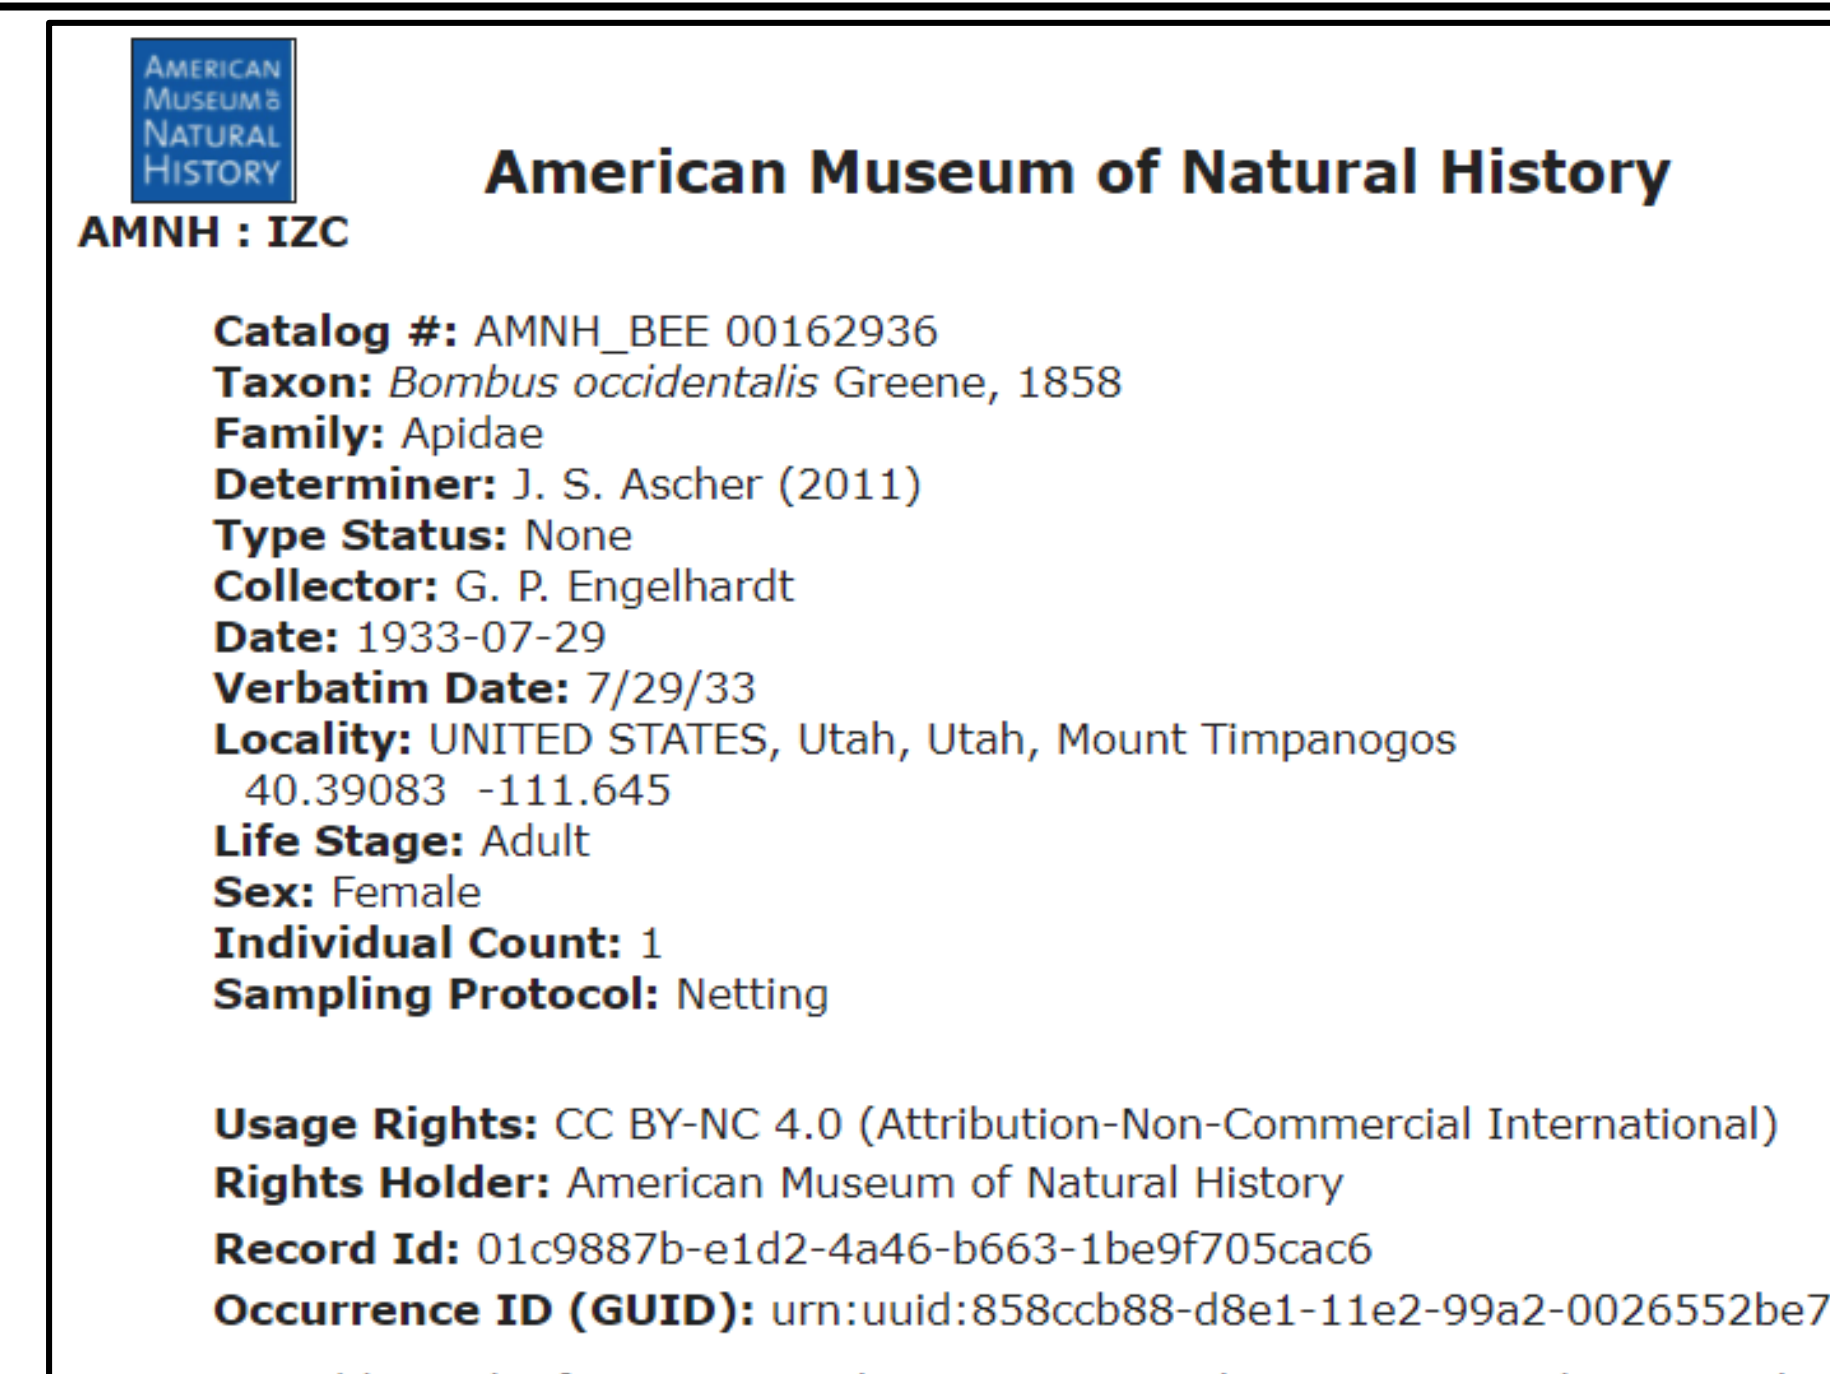 AMERICAN
MUSEUM OF
NATURAL
HISTORY
American Museum of Natural History
AMNH : IZC
Catalog #: AMNH_BEE 00162936
Taxon: Bombus occidentalis Greene, 1858
Family: Apidae
Determiner: J. S. Ascher (2011)
Type Status: None
Collector: G. P. Engelhardt
Date: 1933-07-29
Verbatim Date: 7/29/33
Locality: UNITED STATES, Utah, Utah, Mount Timpanogos
40.39083 -111.645
Life Stage: Adult
Sex: Female
Individual Count: 1
Sampling Protocol: Netting
Usage Rights: CC BY-NC 4.0 (Attribution-Non-Commercial International)
Rights Holder: American Museum of Natural History
Record Id: 01c9887b-e1d2-4a46-b663-1be9f705cac6
Occurrence ID (GUID): urn:uuid:858ccb88-d8e1-11e2-99a2-0026552be7